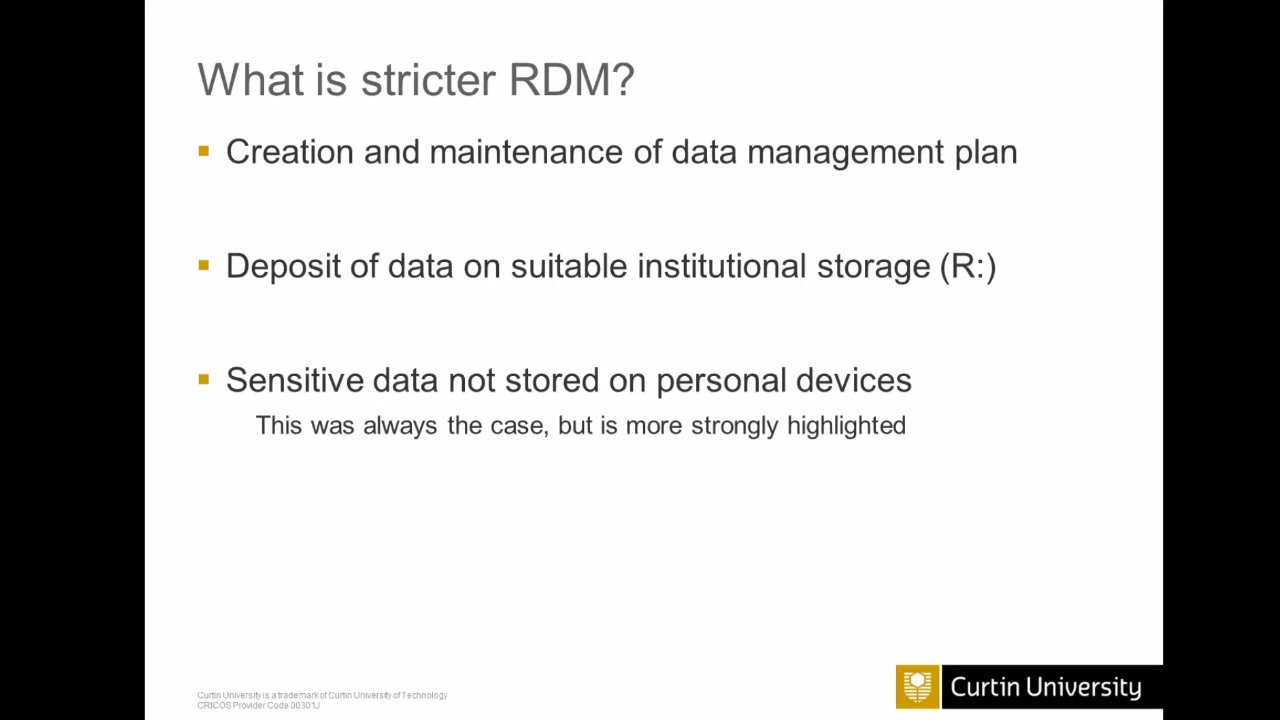 What is stricter RDM?
Creation and maintenance of data management plan
Deposit of data on suitable institutional storage (R:)
Sensitive data not stored on personal devices
This was always the case, but is more strongly highlighted
Curtin University is a trademark of Curtin University of Technology
CRICOS Provider Code 00301J
Curtin University